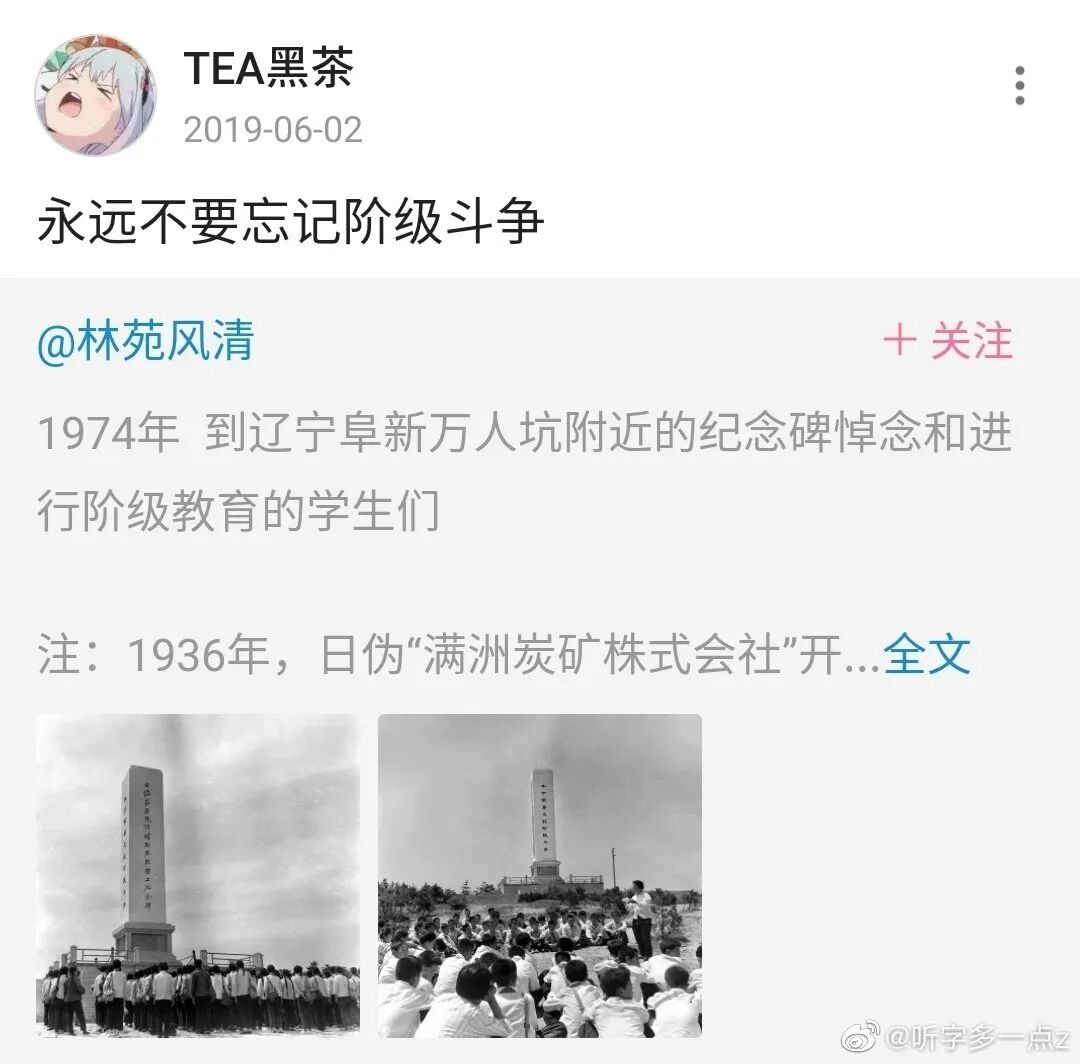 TEA黑茶
2019-06-02
永远不要忘记阶级斗争
@林苑风清
+ 关注
1974年 到辽宁阜新万人坑附近的纪念碑悼念和进
行阶级教育的学生们
注：1936年，日伪“满洲炭矿株式会社”开...全文
@听字多一点z